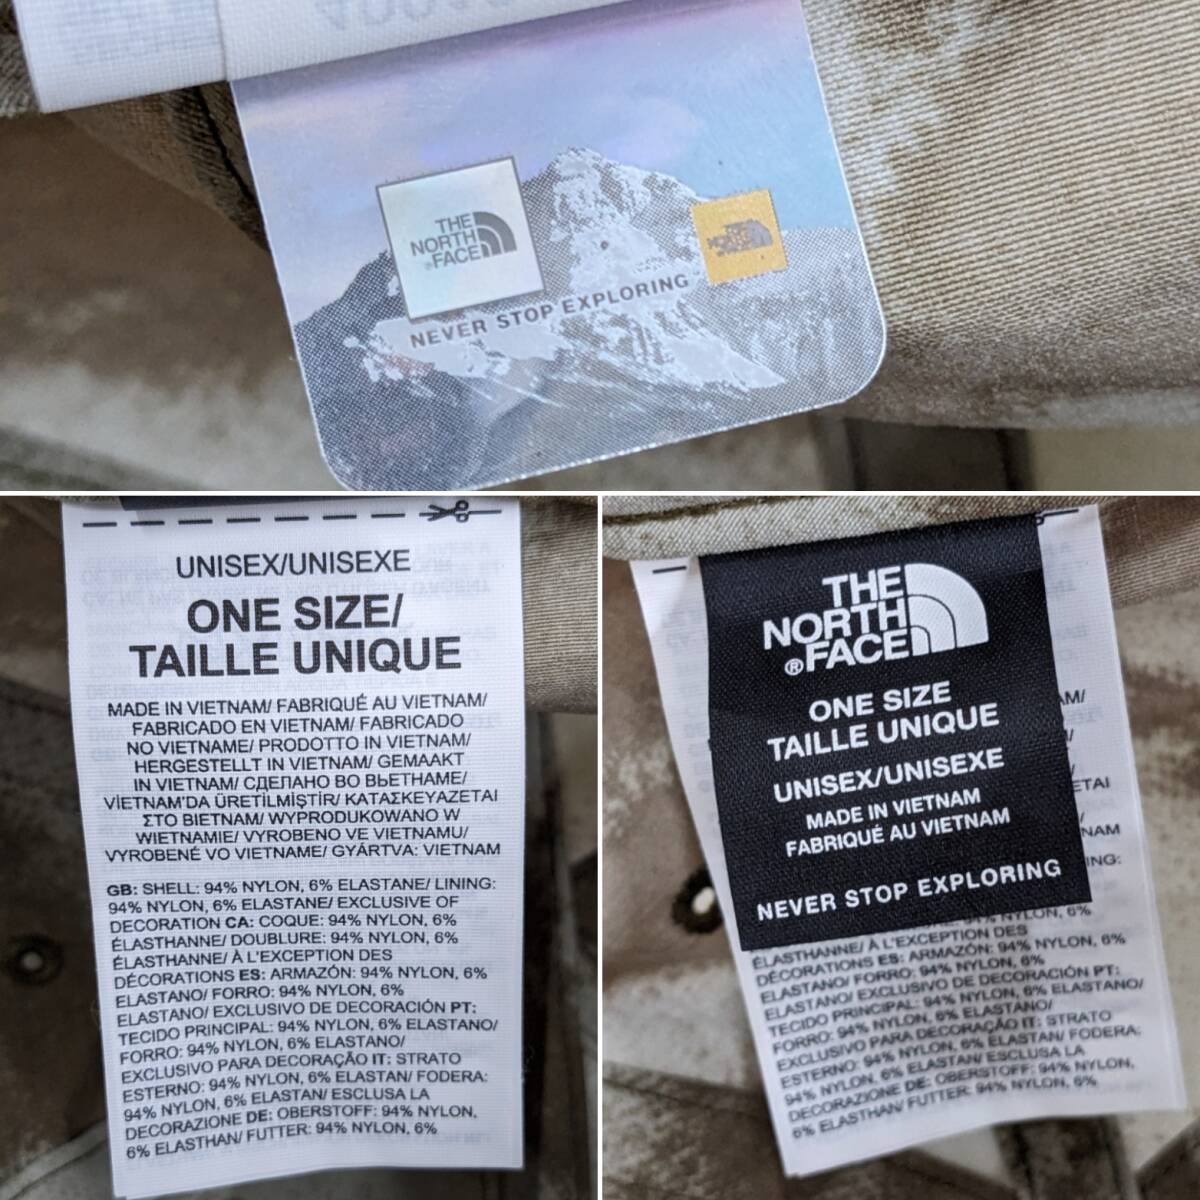 THE
NORTH
FACE
NEVER STOP EXPLORING
UNISEX/UNISEXE
ONE SIZE/
TAILLE UNIQUE
MADE IN VIETNAM/ FABRIQUÉ AU VIETNAM/
FABRICADO EN VIETNAM/ FABRICADO
NO VIETNAME/ PRODOTTO IN VIETNAM/
HERGESTELLT IN VIETNAM/ GEMAAKT
IN VIETNAM/ СДЕЛАНО ВО ВЬЕТНАМЕ/
VİETNAM'DA ÜRETİLMİŞTİR/ ΚΑΤΑΣΚΕΥΑΖΕΤΑΙ
ΣΤΟ ΒΙΕΤΝΑΜ/ WYPRODUKOWANO W
WIETNAMIE/ VYROBENO VE VIETNAMU/
VYROBENÉ VO VIETNAME/ GYÁRTVA: VIETNAM
GB: SHELL: 94% NYLON, 6% ELASTANE/ LINING:
94% NYLON, 6% ELASTANE/ EXCLUSIVE OF
DECORATION CA: COQUE: 94% NYLON, 6%
ÉLASTHANNE/ DOUBLURE: 94% NYLON, 6%
ÉLASTHANNE/ À L'EXCEPTION DES
DÉCORATIONS ES: ARMAZÓN: 94% NYLON, 6%
ELASTANO/ FORRO: 94% NYLON, 6%
ELASTANO/ EXCLUSIVO DE DECORACIÓN PT:
TECIDO PRINCIPAL: 94% NYLON, 6% ELASTANO/
FORRO: 94% NYLON, 6% ELASTANO/
EXCLUSIVO PARA DECORAÇÃO IT: STRATO
ESTERNO: 94% NYLON, 6% ELASTAN/ FODERA:
94% NYLON, 6% ELASTAN/ ESCLUSA LA
DECORAZIONE DE: OBERSTOFF: 94% NYLON,
6% ELASTHAN/ FUTTER: 94% NYLON, 6%
THE
NORTH
®FACE
ONE SIZE
TAILLE UNIQUE
UNISEX/UNISEXE
MADE IN VIETNAM
FABRIQUÉ AU VIETNAM
NEVER STOP EXPLORING
NYLON, 6%
ÉLASTHANNE/ À L'EXCEPTION DES
DÉCORATIONS ES: ARMAZÓN: 94% NYLON, 6%
ELASTANO/ FORRO: 94% NYLON, 6%
ELASTANO/ EXCLUSIVO DE DECORACIÓN PT:
TECIDO PRINCIPAL: 94% NYLON, 6% ELASTANO/
FORRO: 94% NYLON, 6% ELASTANO/
EXCLUSIVO PARA DECORAÇÃO IT: STRATO
ESTERNO: 94% NYLON, 6% ELASTAN/ FODERA:
94% NYLON, 6% ELASTAN/ ESCLUSA LA
DECORAZIONE DE: OBERSTOFF: 94% NYLON,
6% ELASTHAN/ FUTTER: 94% NYLON, 6%